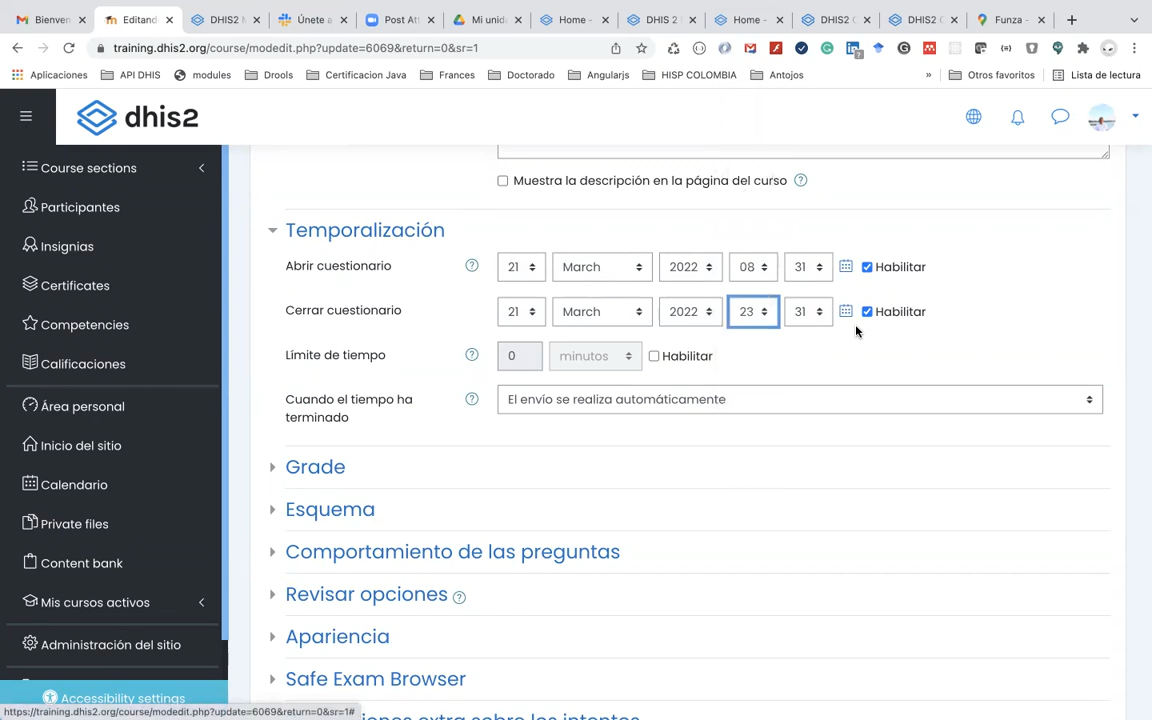 Bienven
Editand
DHIS2 M
Únete e
Post Att
Mi unid
Home -
DHIS 2
Home -
DHIS2 C
DHIS2 C
Funza -
training.dhis2.org/course/modedit.php?update=6069&return=0&sr=1
Aplicaciones
API DHIS
modules
Drools
Certificacion Java
Frances
Doctorado
Angularjs
HISP COLOMBIA
Antojos
»
Otros favoritos
Lista de lectura
dhis2
Course sections
Participantes
Insignias
Certificates
Competencies
Calificaciones
Área personal
Inicio del sitio
Calendario
Private files
Content bank
Mis cursos activos
Administración del sitio
Accessibility settings
Muestra la descripción en la página del curso
Temporalización
Abrir cuestionario 21 March 2022 08 31 Habilitar
Cerrar cuestionario 21 March 2022 23 31 Habilitar
Límite de tiempo 0 minutos Habilitar
Cuando el tiempo ha
terminado
El envío se realiza automáticamente
Grade
Esquema
Comportamiento de las preguntas
Revisar opciones
Apariencia
Safe Exam Browser
extra sobre los intentos
https://training.dhis2.org/course/modedit.php?update=6069&return=0&sr=1#